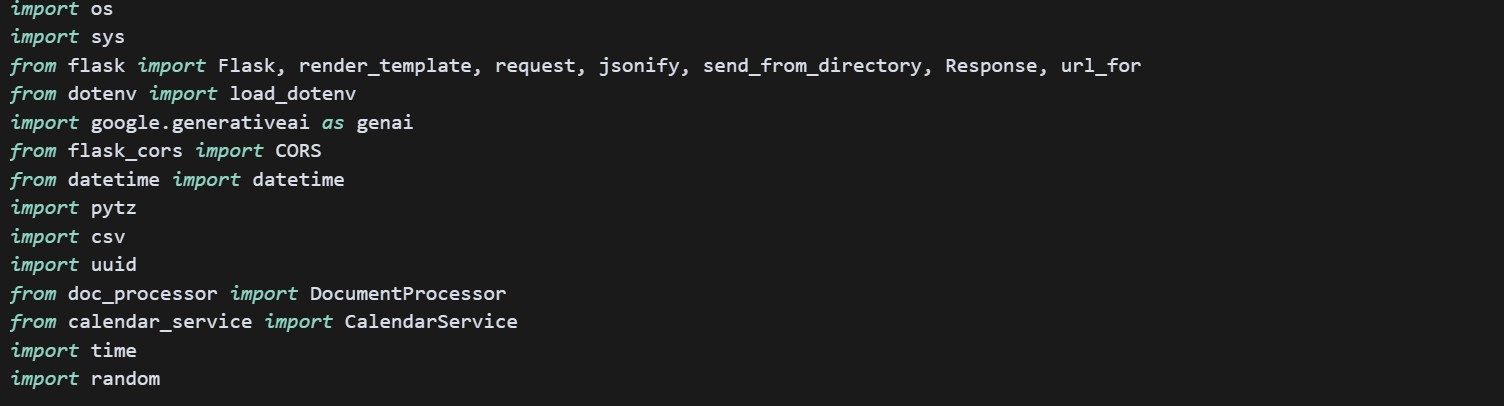 import os
import sys
from flask import Flask, render_template, request, jsonify, send_from_directory, Response, url_for
from dotenv import load_dotenv
import google.generativeai as genai
from flask_cors import CORS
from datetime import datetime
import pytz
import csv
import uuid
from doc_processor import DocumentProcessor
from calendar_service import CalendarService
import time
import random